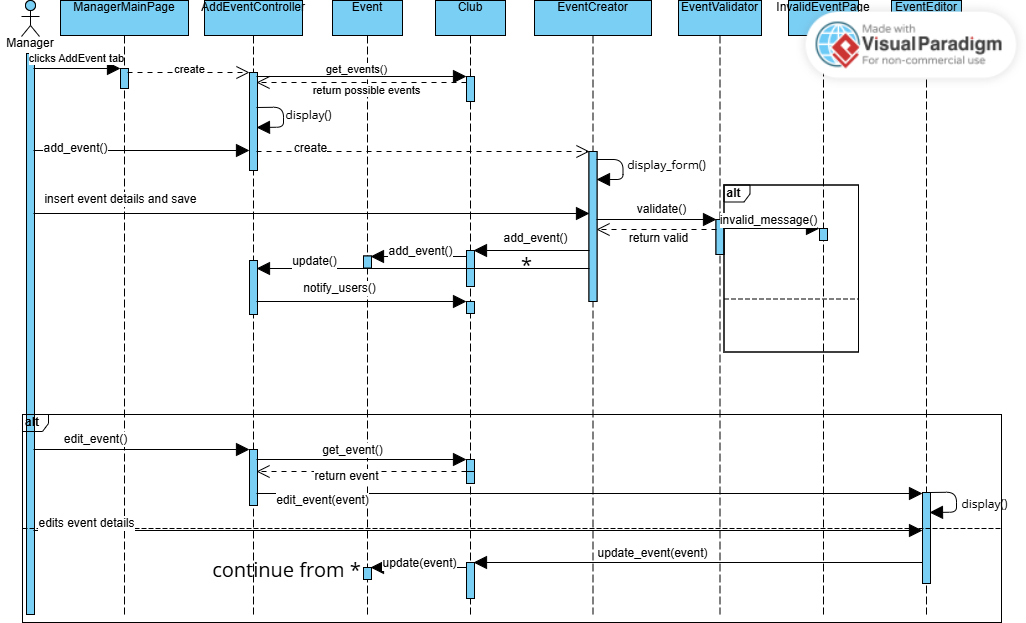 ManagerMainPage
AddEventController
Event
Club
EventCreator
EventValidator
InvalidEventPage
EventEditor
Made with
VisualParadigm
For non-commercial use
Manager
clicks AddEvent tab
create
get_events()
return possible events
display()
add_event()
create
display_form()
alt
insert event details and save
validate()
invalid_message()
return valid
add_event()
add_event()
update()
*
notify_users()
alt
edit_event()
get_event()
return event
edit_event(event)
display()
edits event details
update_event(event)
update(event)
continue from *